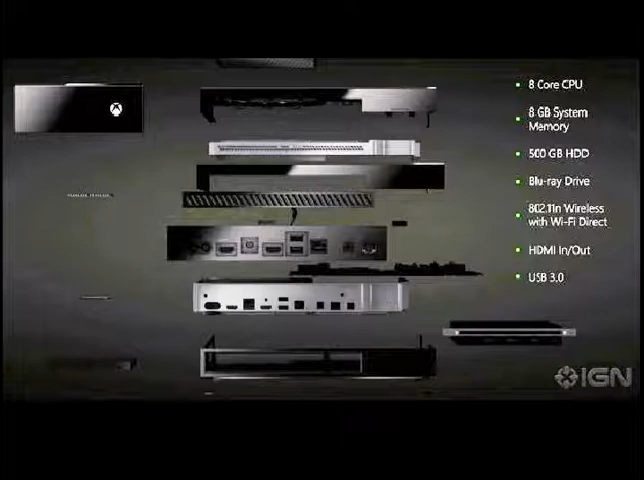 8 Core CPU
8 GB System
Memory
500 GB HDD
Blu-ray Drive
802.11n Wireless
with Wi-Fi Direct
HDMI In/Out
USB 3.0
IGN